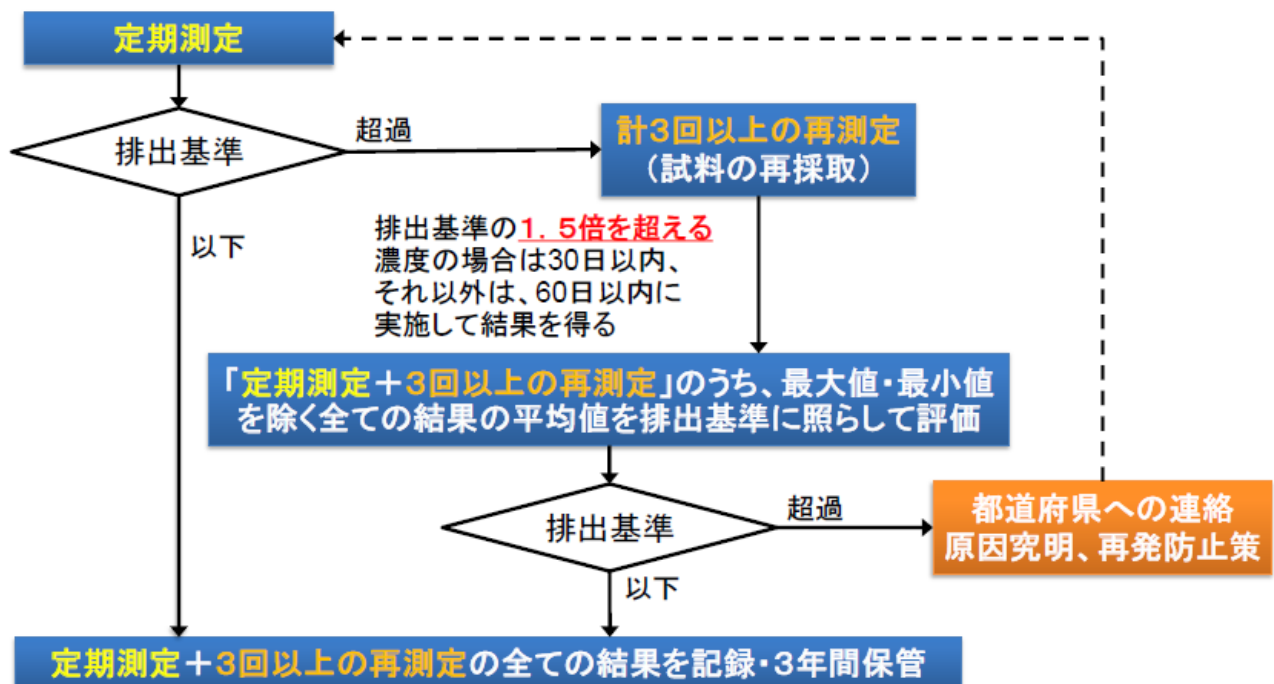 定期測定
排出基準
超過
計3回以上の再測定
(試料の再採取)
以下
排出基準の1.5倍を超える
濃度の場合は30日以内、
それ以外は、60日以内に
実施して結果を得る
「定期測定+3回以上の再測定」のうち、最大値・最小値
を除く全ての結果の平均値を排出基準に照らして評価
排出基準
超過
都道府県への連絡
原因究明、再発防止策
以下
定期測定+3回以上の再測定の全ての結果を記録・3年間保管